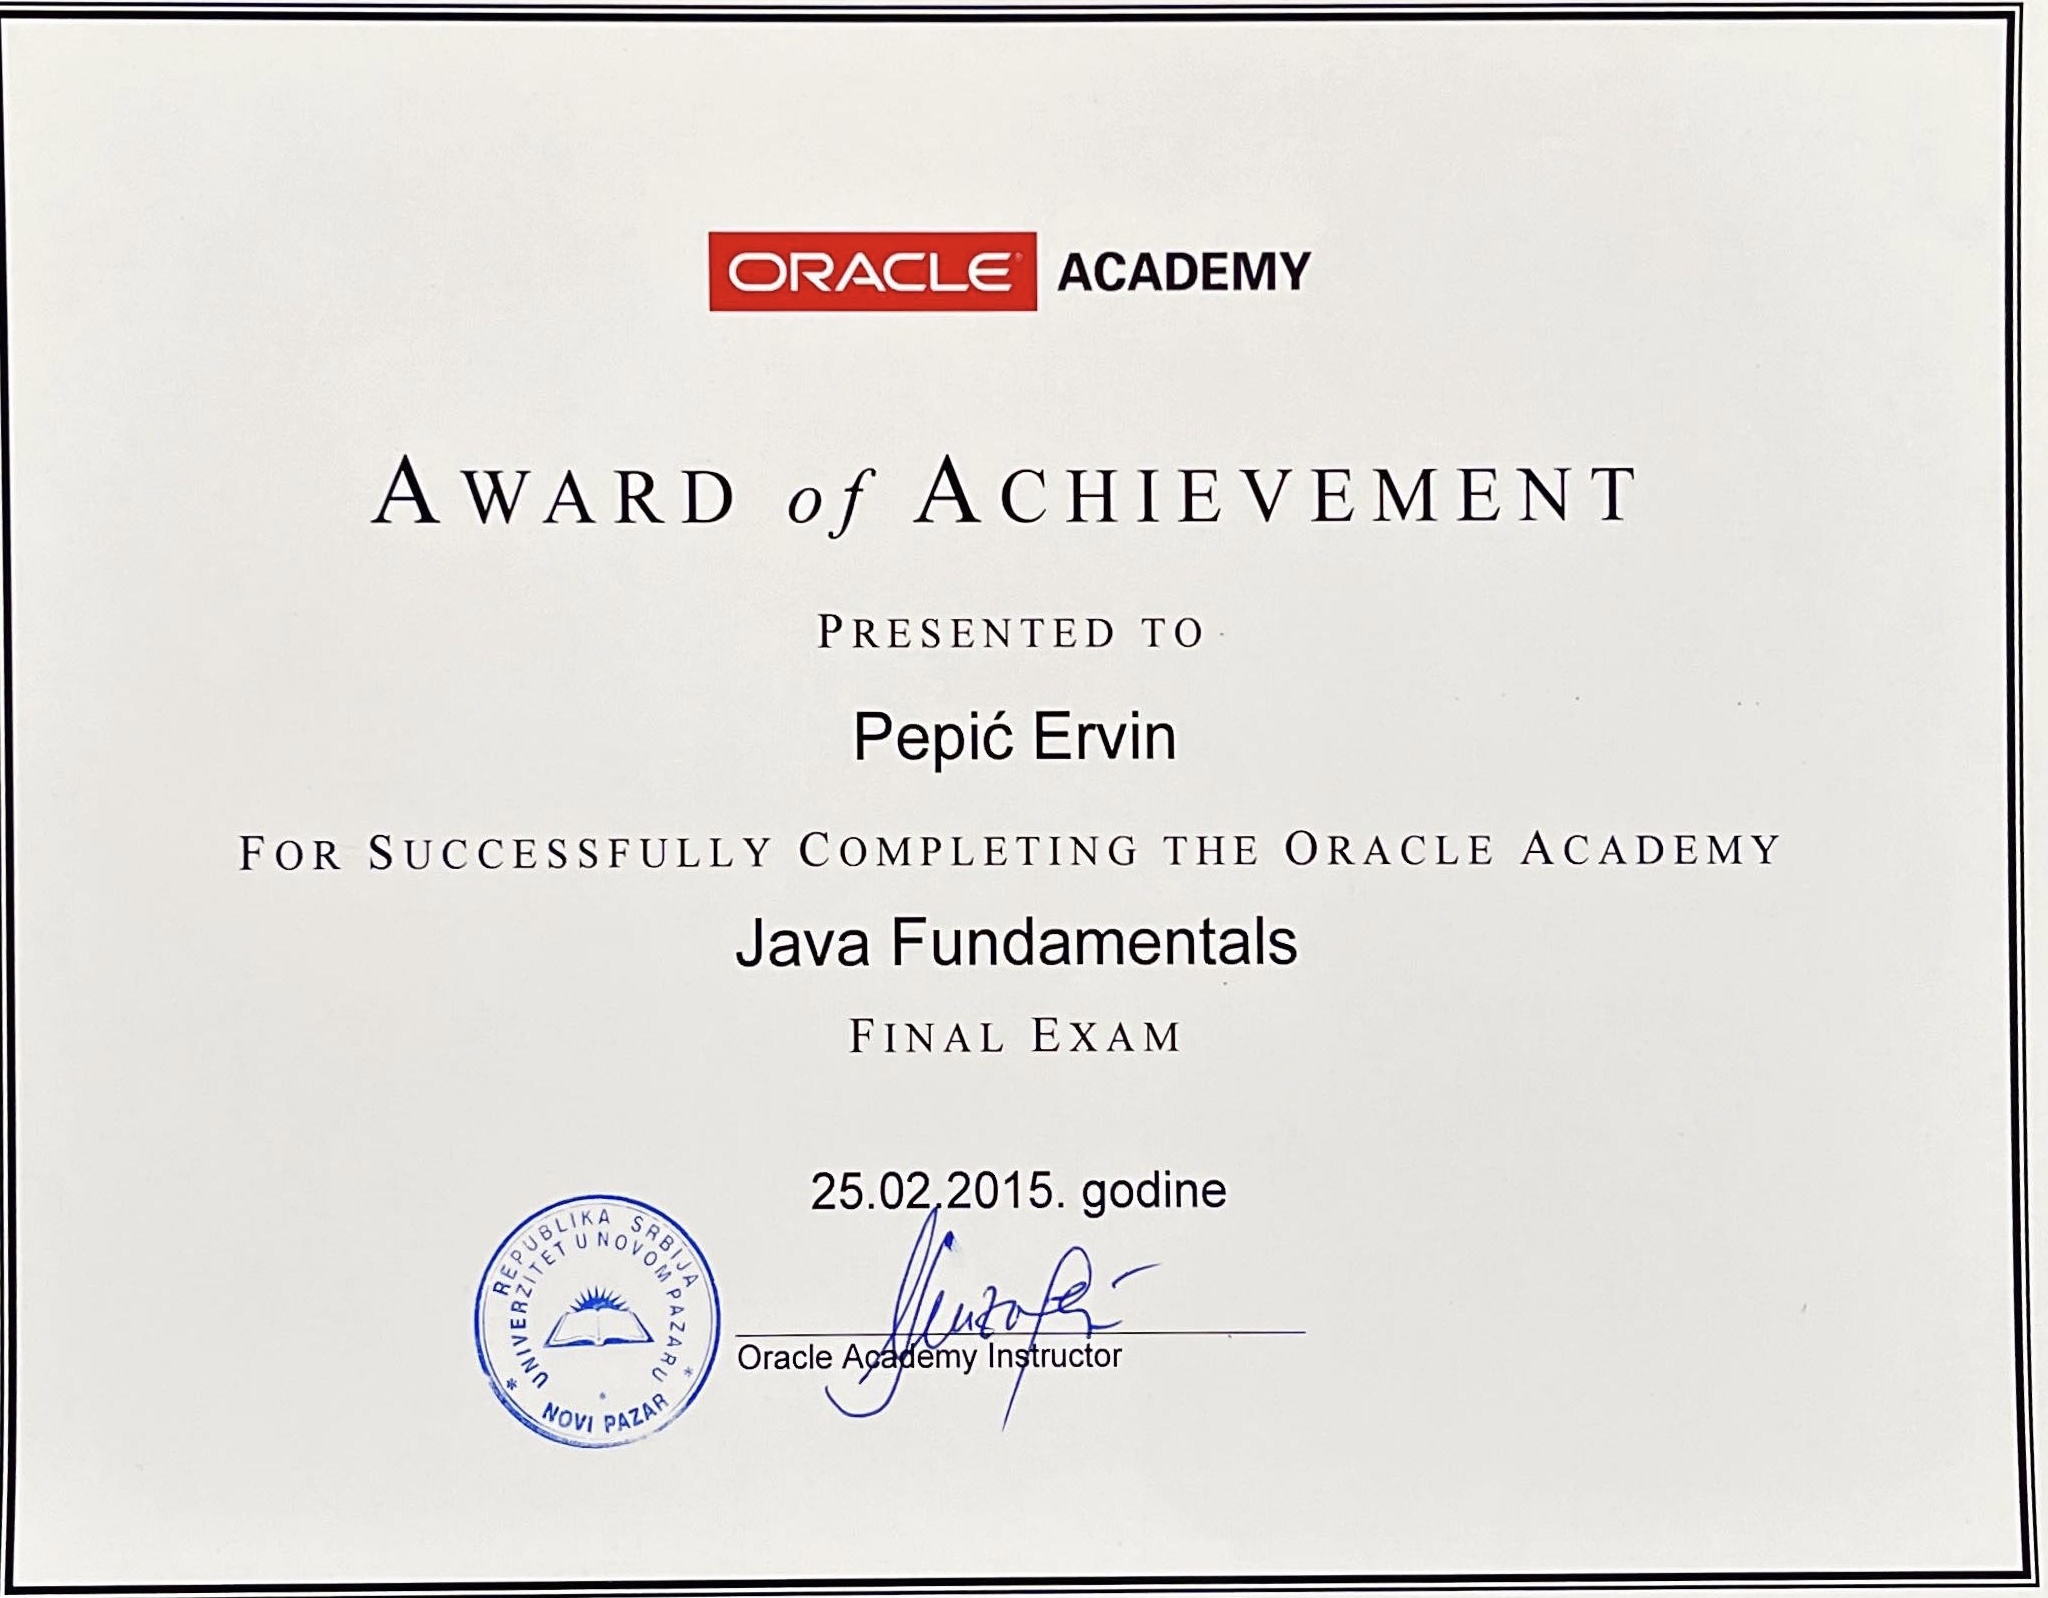 ORACLE® ACADEMY
AWARD of ACHIEVEMENT
PRESENTED TO
Pepić Ervin
FOR SUCCESSFULLY COMPLETING THE ORACLE ACADEMY
Java Fundamentals
FINAL EXAM
25.02.2015. godine
Oracle Academy Instructor
REPUBLIKA SRBIJA
UNIVERZITET U NOVOM PAZARU
NOVI PAZAR